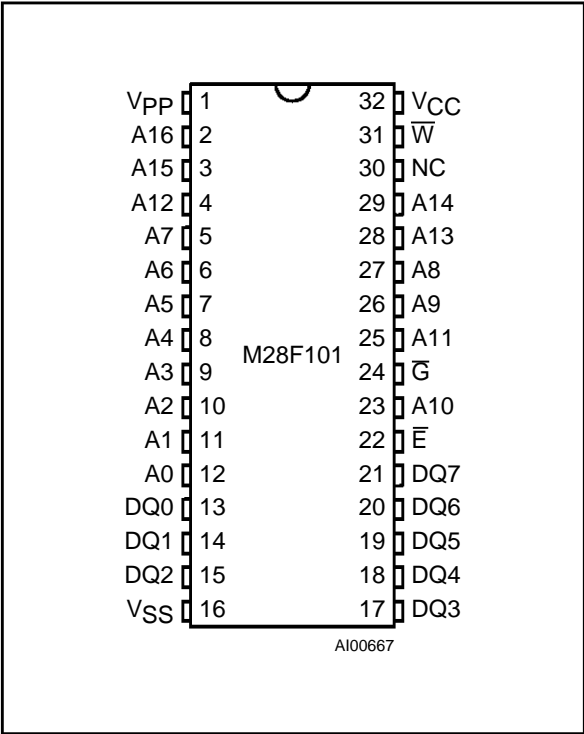 VPP 1 32 VCC
A16 2 31 W̅
A15 3 30 NC
A12 4 29 A14
A7 5 28 A13
A6 6 27 A8
A5 7 26 A9
A4 8 25 A11
M28F101
A3 9 24 G̅
A2 10 23 A10
A1 11 22 E̅
A0 12 21 DQ7
DQ0 13 20 DQ6
DQ1 14 19 DQ5
DQ2 15 18 DQ4
VSS 16 17 DQ3
AI00667